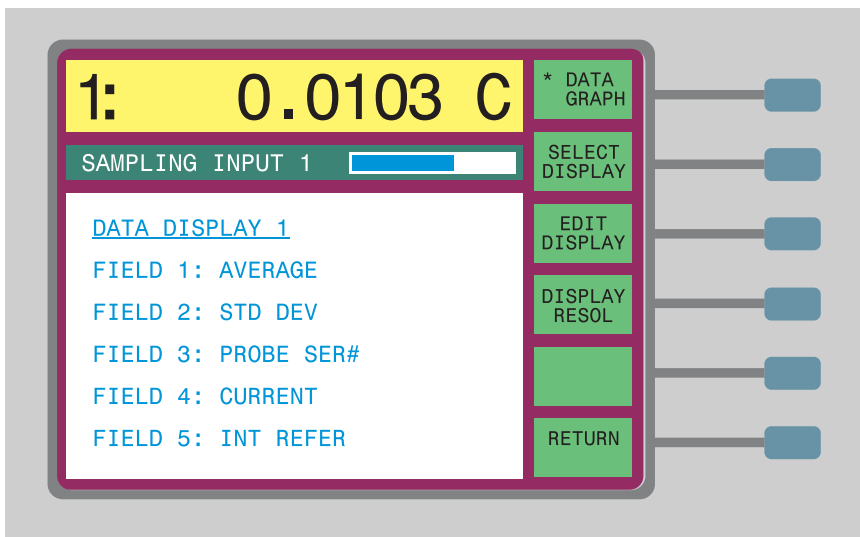 1: 0.0103 C
SAMPLING INPUT 1
DATA DISPLAY 1
FIELD 1: AVERAGE
FIELD 2: STD DEV
FIELD 3: PROBE SER#
FIELD 4: CURRENT
FIELD 5: INT REFER
* DATA
GRAPH
SELECT
DISPLAY
EDIT
DISPLAY
DISPLAY
RESOL
RETURN